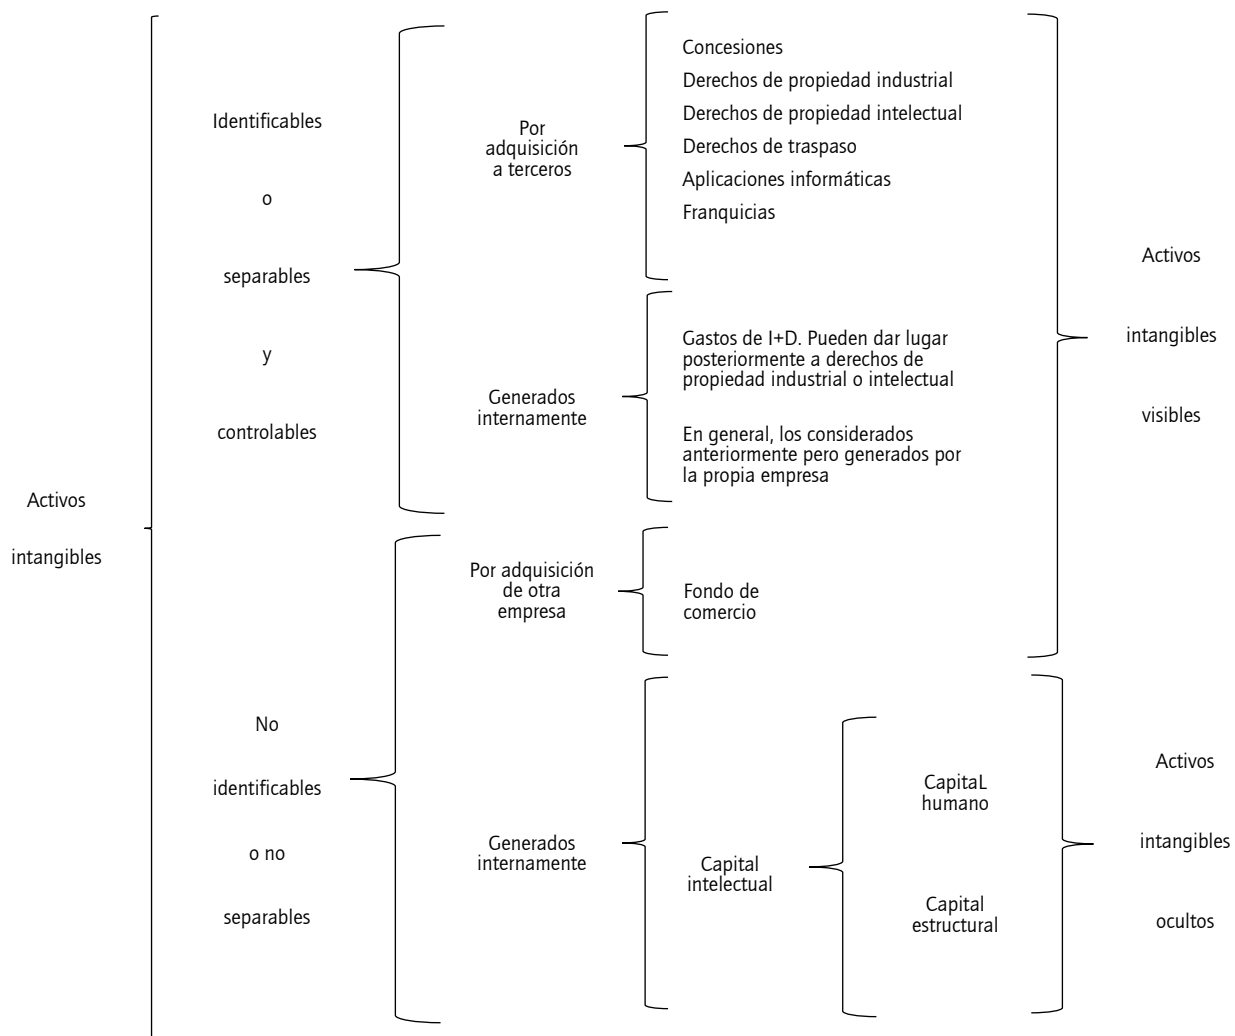 Activos
intangibles
Identificables
o
separables
y
controlables
Por
adquisición
a terceros
Concesiones
Derechos de propiedad industrial
Derechos de propiedad intelectual
Derechos de traspaso
Aplicaciones informáticas
Franquicias
Generados
internamente
Gastos de I+D. Pueden dar lugar
posteriormente a derechos de
propiedad industrial o intelectual
En general, los considerados
anteriormente pero generados por
la propia empresa
No
identificables
o no
separables
Por adquisición
de otra
empresa
Fondo de
comercio
Generados
internamente
Capital
intelectual
CapitaL
humano
Capital
estructural
Activos
intangibles
visibles
Activos
intangibles
ocultos